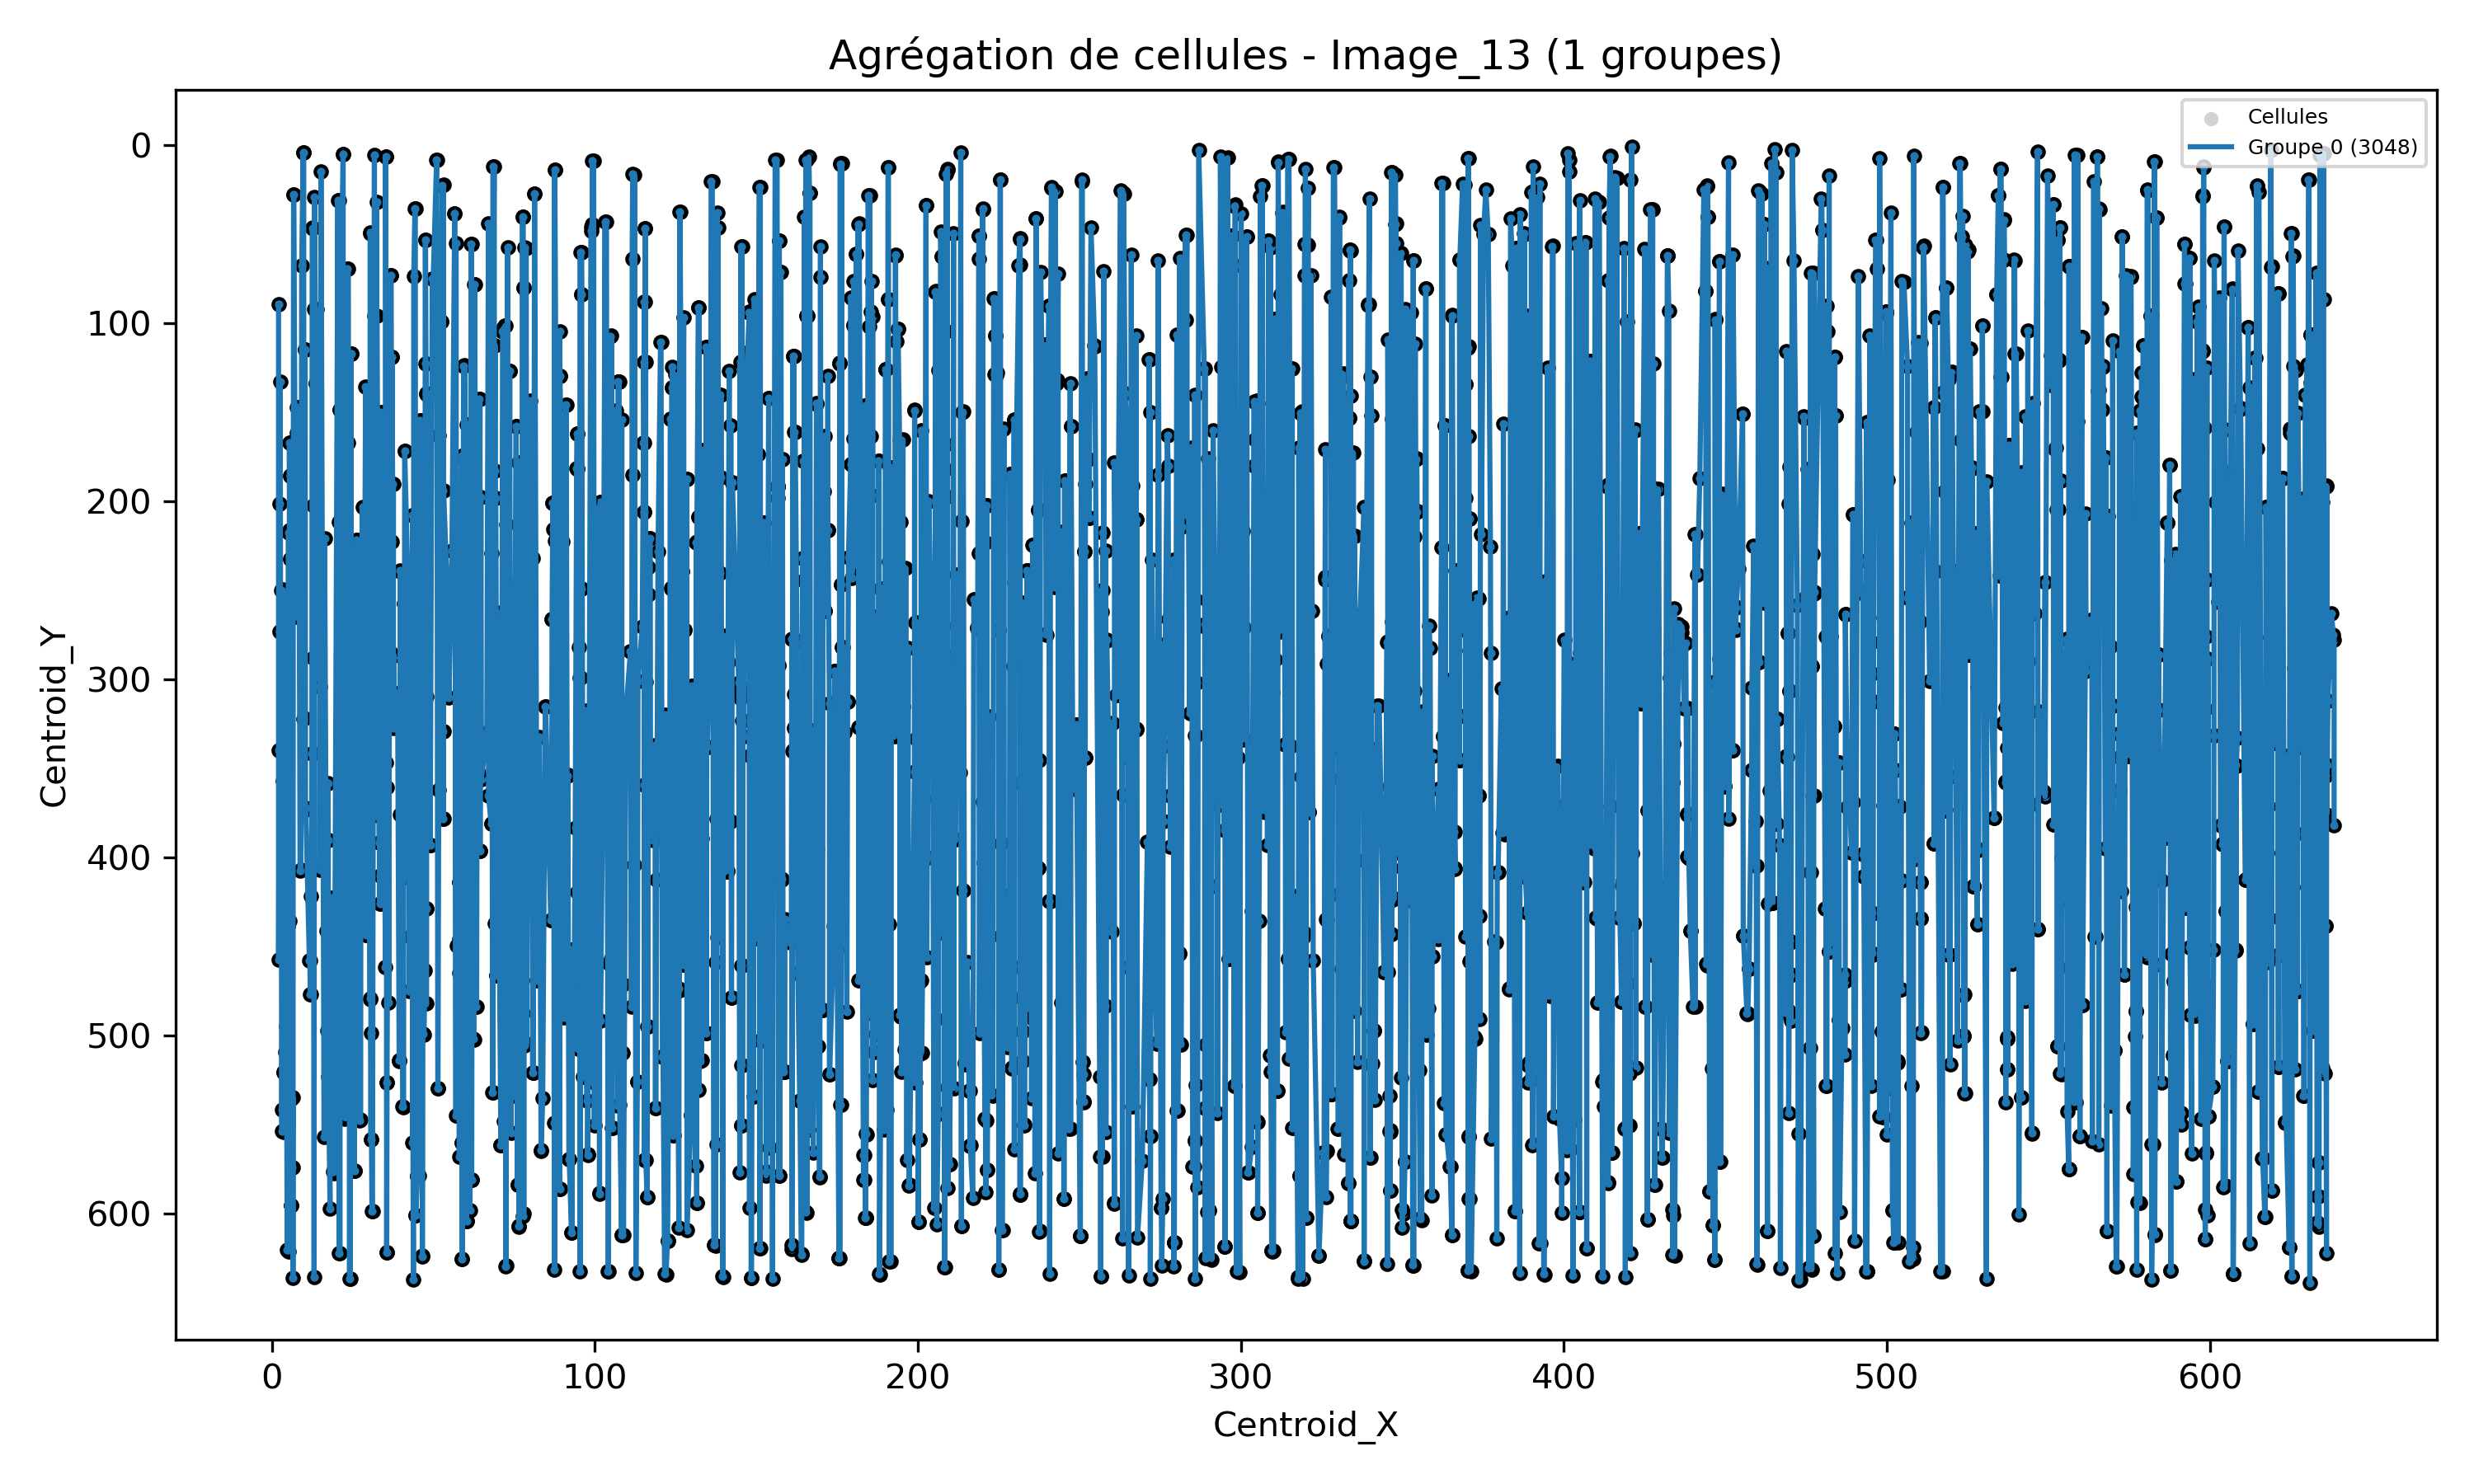 Agrégation de cellules - Image_13 (1 groupes)
Cellules
Groupe 0 (3048)
Centroid_Y
0
100
200
300
400
500
600
0 100 200 300 400 500 600
Centroid_X